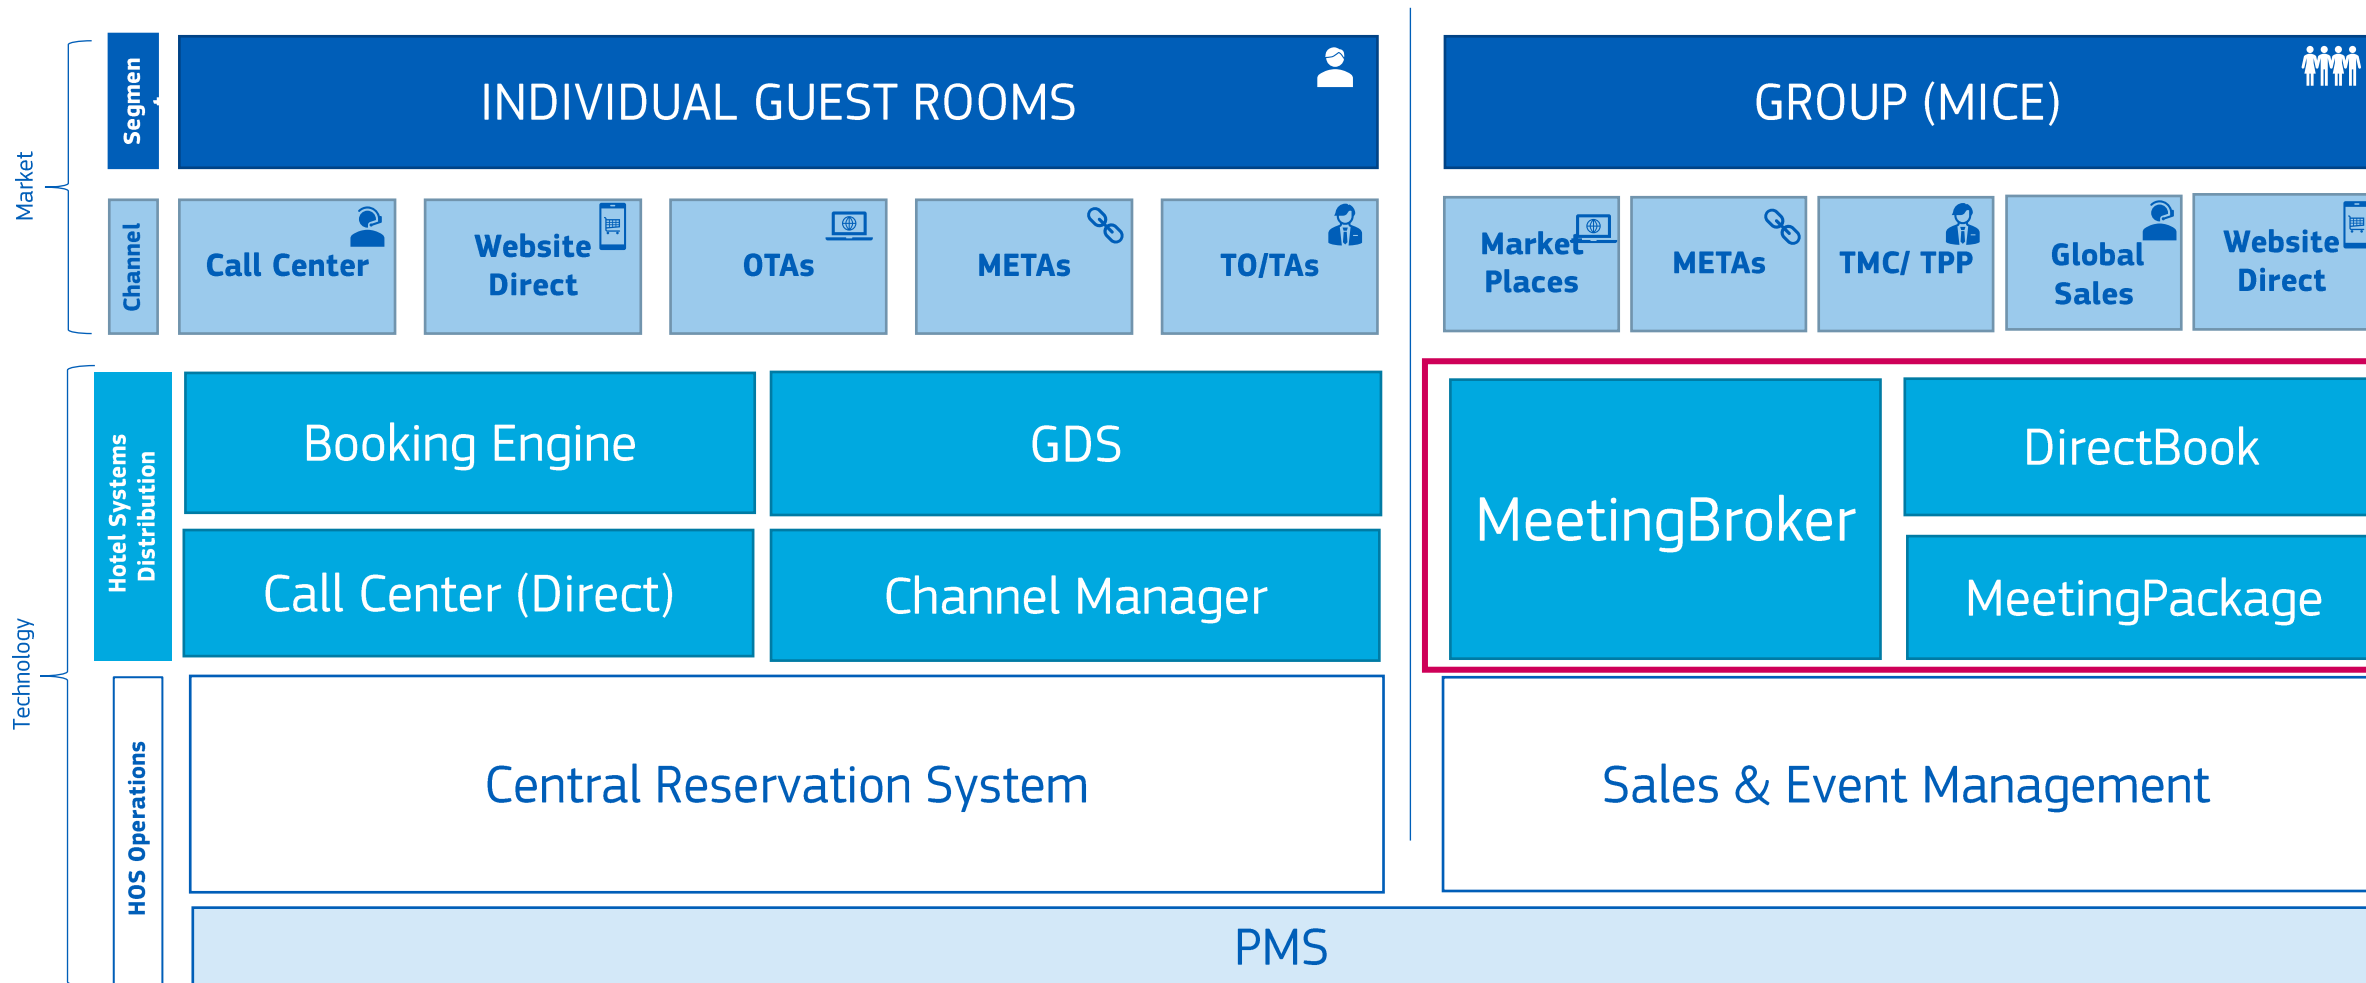 Market
Segmen
t
INDIVIDUAL GUEST ROOMS
GROUP (MICE)
Channel
Call Center
Website
Direct
OTAs
METAs
TO/TAs
Market
Places
METAs
TMC/ TPP
Global
Sales
Website
Direct
Technology
Hotel Systems
Distribution
Booking Engine
GDS
Call Center (Direct)
Channel Manager
MeetingBroker
DirectBook
MeetingPackage
HOS Operations
Central Reservation System
Sales & Event Management
PMS